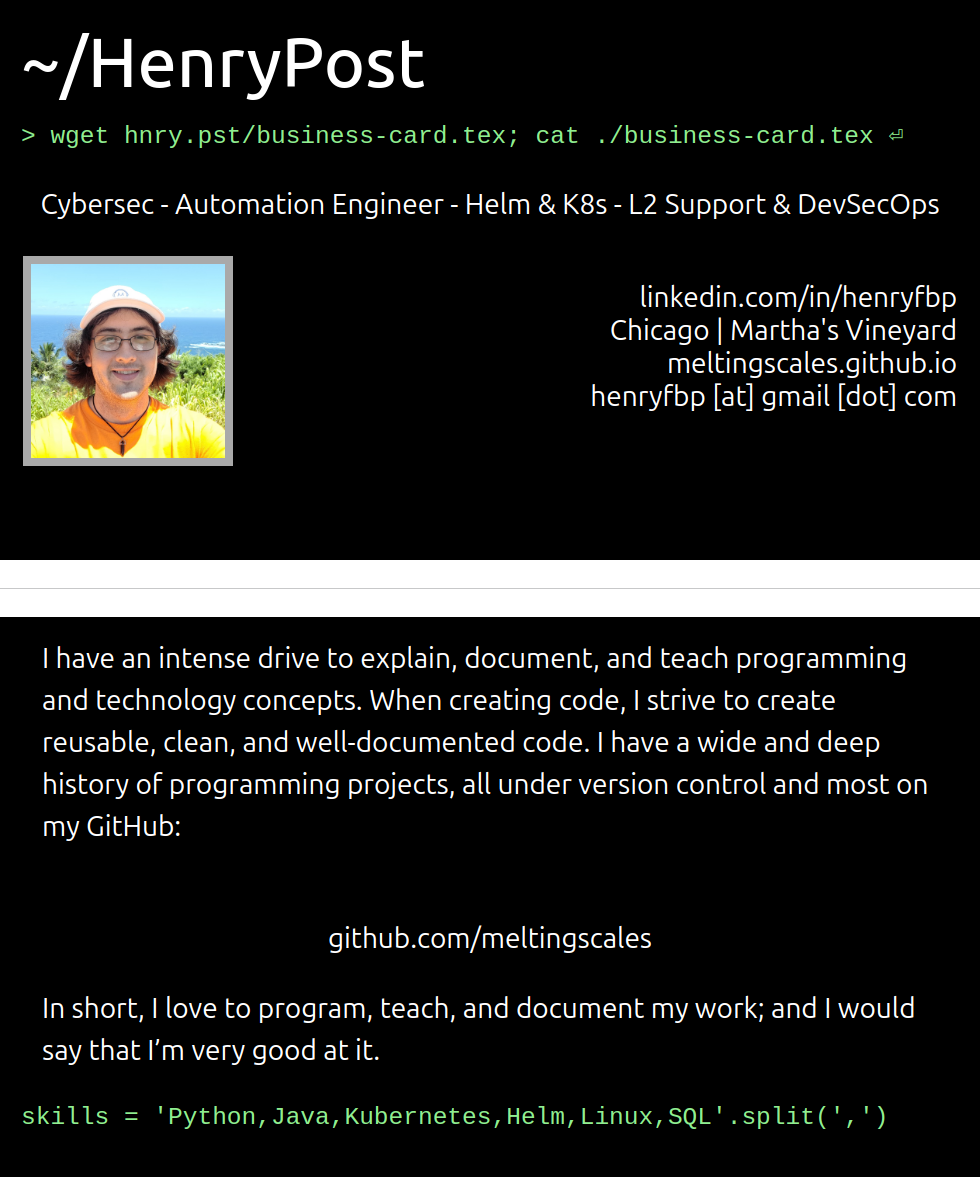 ~/HenryPost
> wget hnry.pst/business-card.tex; cat ./business-card.tex ⏎
Cybersec - Automation Engineer - Helm & K8s - L2 Support & DevSecOps
linkedin.com/in/henryfbp
Chicago | Martha's Vineyard
meltingscales.github.io
henryfbp [at] gmail [dot] com
I have an intense drive to explain, document, and teach programming
and technology concepts. When creating code, I strive to create
reusable, clean, and well-documented code. I have a wide and deep
history of programming projects, all under version control and most on
my GitHub:
github.com/meltingscales
In short, I love to program, teach, and document my work; and I would
say that I’m very good at it.
skills = 'Python,Java,Kubernetes,Helm,Linux,SQL'.split(',')